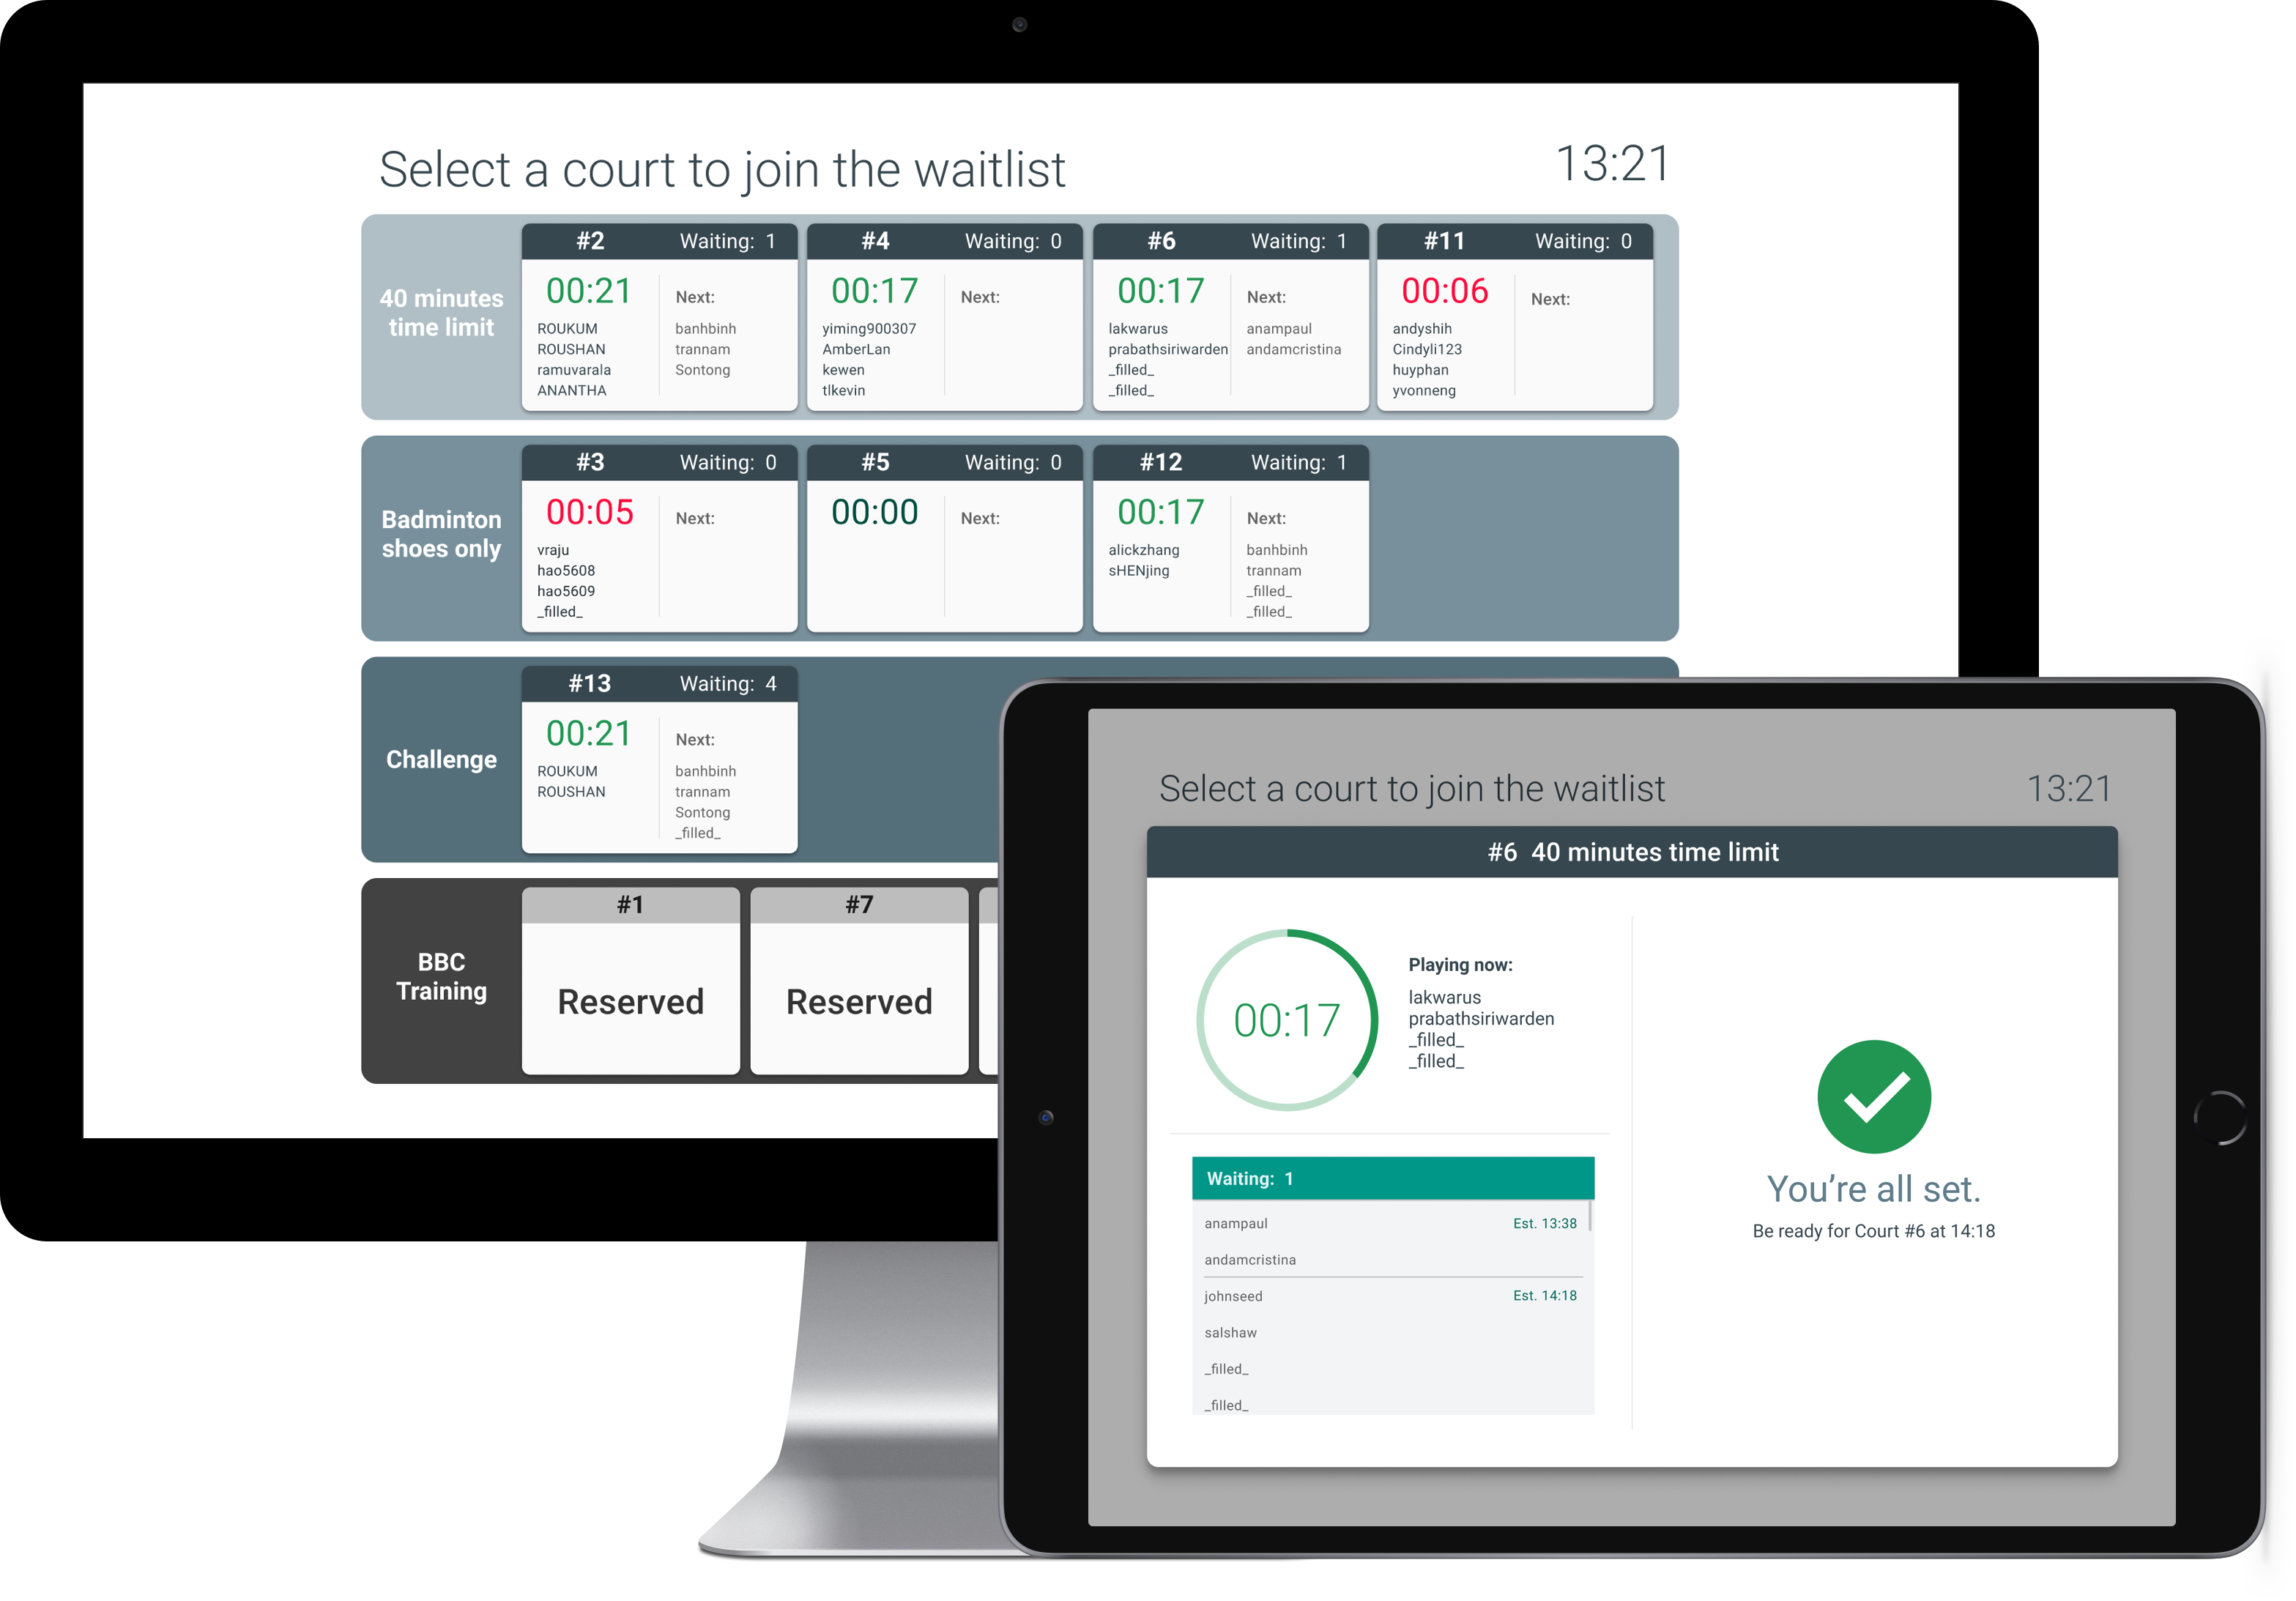 Select a court to join the waitlist
13:21
40 minutes
time limit
#2 Waiting: 1
00:21
ROUKUM
ROUSHAN
ramuvarala
ANANTHA
Next:
banhbinh
trannam
Sontong
#4 Waiting: 0
00:17
yiming900307
AmberLan
kewen
tlkevin
Next:
#6 Waiting: 1
00:17
lakwarus
prabathsiriwarden
_filled_
_filled_
Next:
anampaul
andamcristina
#11 Waiting: 0
00:06
andyshih
Cindyli123
huyphan
yvonneng
Next:
Badminton
shoes only
#3 Waiting: 0
00:05
vraju
hao5608
hao5609
_filled_
Next:
#5 Waiting: 0
00:00
Next:
#12 Waiting: 1
00:17
alickzhang
sHENjing
Next:
banhbinh
trannam
_filled_
_filled_
Challenge
#13 Waiting: 4
00:21
ROUKUM
ROUSHAN
Next:
banhbinh
trannam
Sontong
_filled_
BBC
Training
#1
Reserved
#7
Reserved
Select a court to join the waitlist
13:21
#6 40 minutes time limit
00:17
Playing now:
lakwarus
prabathsiriwarden
_filled_
_filled_
Waiting: 1
anampaul Est. 13:38
andamcristina
johnseed Est. 14:18
salshaw
_filled_
_filled_
You're all set.
Be ready for Court #6 at 14:18